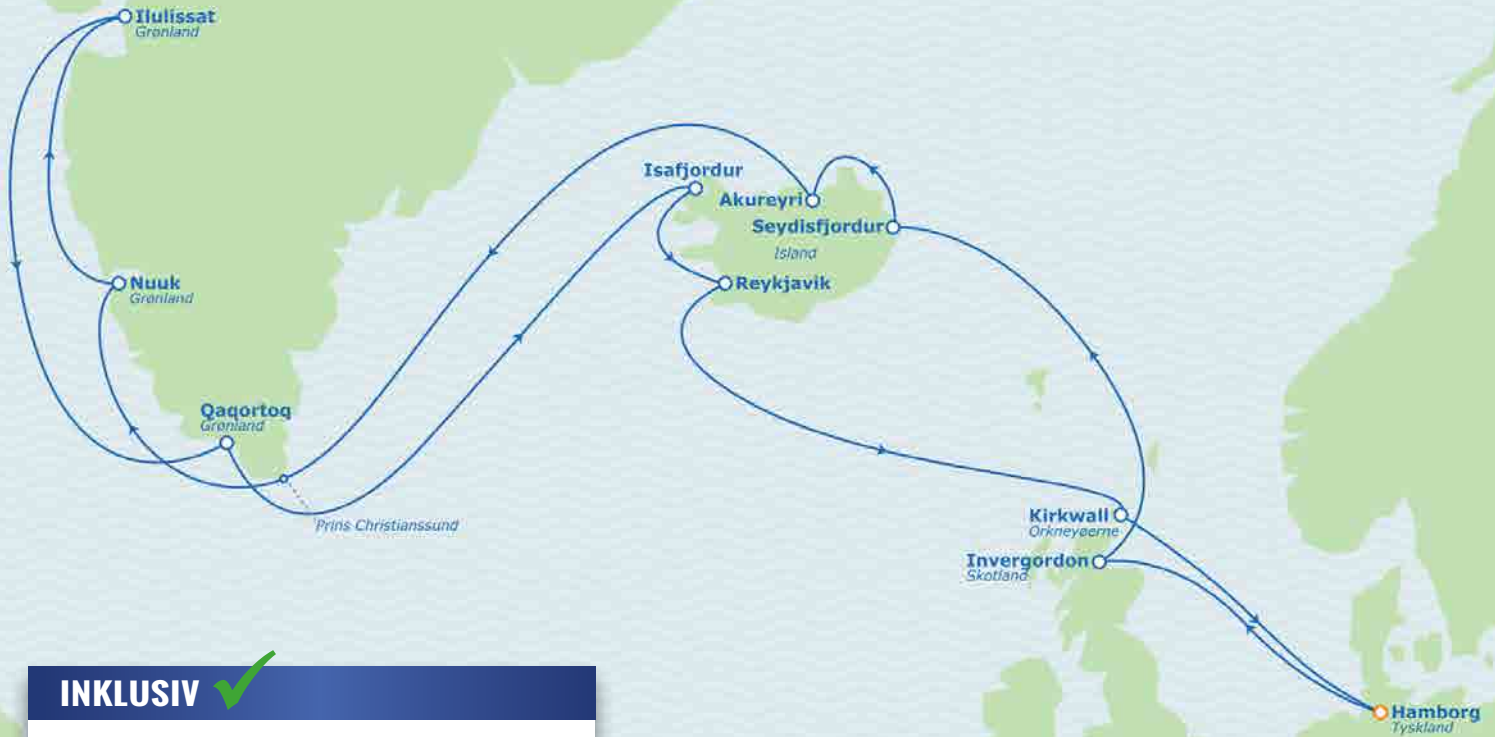 Ilulissat
Grønland
Isafjordur
Akureyri
Seydisfjordur
Island
Nuuk
Grønland
Reykjavik
Qaqortoq
Grønland
Prins Christianssund
Kirkwall
Orkneyøerne
Invergordon
Skotland
INKLUSIV
Hamborg
Tyskland